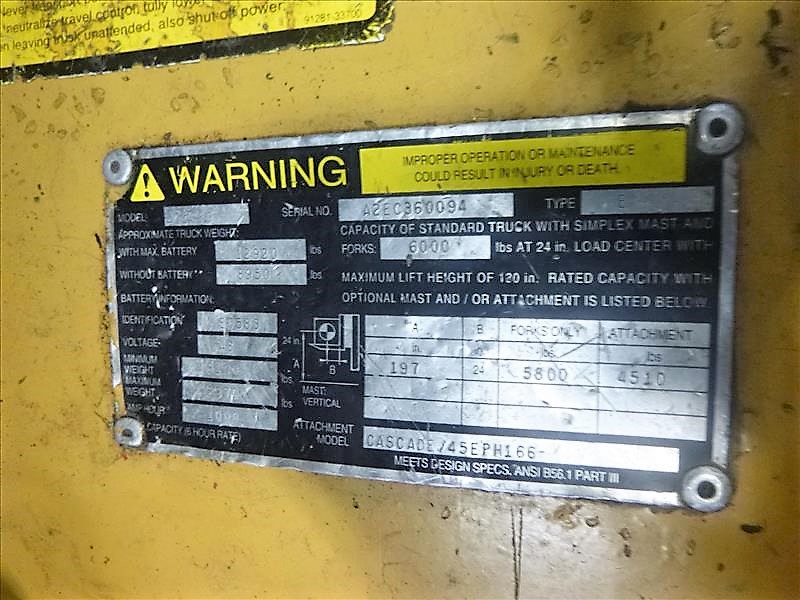 neutralize travel control, fully lower
en leaving truck unattended, also shut off power.
91281-33700
WARNING
IMPROPER OPERATION OR MAINTENANCE
COULD RESULT IN INJURY OR DEATH.
MODEL SERIAL NO. A2EC360094 TYPE E
APPROXIMATE TRUCK WEIGHT:
WITH MAX. BATTERY 12320 lbs
WITHOUT BATTERY lbs
BATTERY INFORMATION:
IDENTIFICATION
VOLTAGE
MINIMUM
WEIGHT lbs
MAXIMUM
WEIGHT lbs
AMP HOUR
CAPACITY (6 HOUR RATE)
CAPACITY OF STANDARD TRUCK WITH SIMPLEX MAST AND
FORKS: 6000 lbs AT 24 in. LOAD CENTER WITH
MAXIMUM LIFT HEIGHT OF 120 in. RATED CAPACITY WITH
OPTIONAL MAST AND / OR ATTACHMENT IS LISTED BELOW.
24 in.
A
B
MAST:
VERTICAL
A B FORKS ONLY ATTACHMENT
in. in. lbs lbs
197 24 5800 4510
ATTACHMENT
MODEL CASCADE/45EPH166-
MEETS DESIGN SPECS. ANSI B56.1 PART III